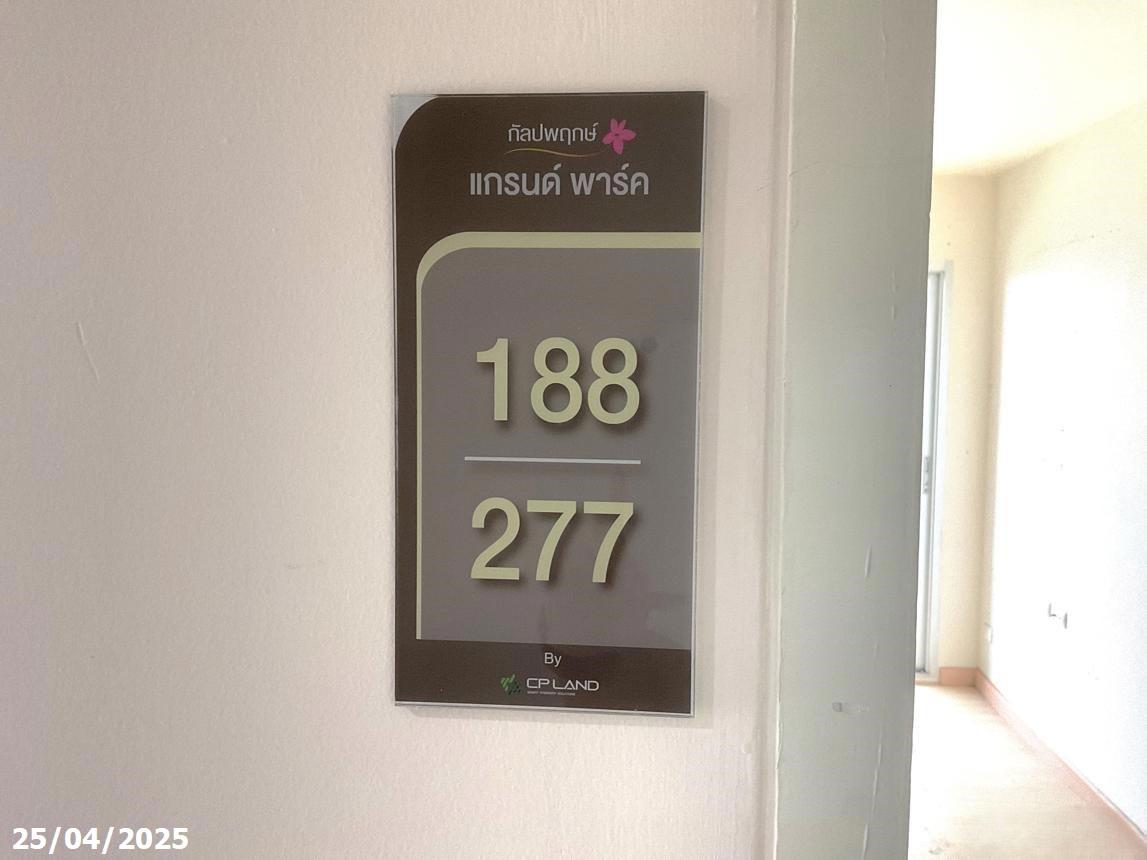 กัลปพฤกษ์
แกรนด์ พาร์ค
188
277
By
CP LAND
25/04/2025